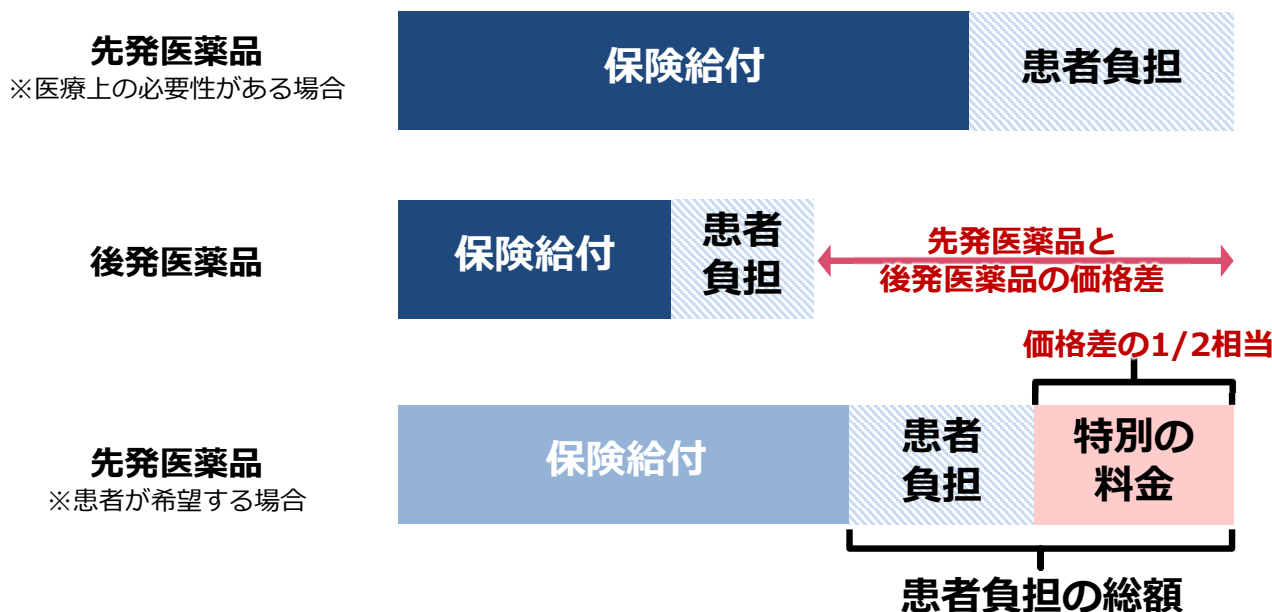 先発医薬品
※医療上の必要性がある場合
保険給付
患者負担
後発医薬品
保険給付
患者
負担
先発医薬品と
後発医薬品の価格差
価格差の1/2相当
先発医薬品
※患者が希望する場合
保険給付
患者
負担
特別の
料金
患者負担の総額